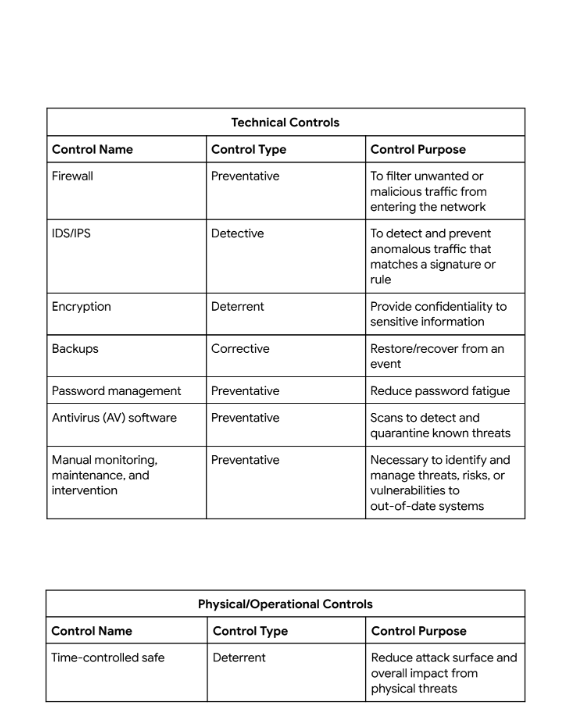 Technical Controls
Control Name Control Type Control Purpose
Firewall Preventative To filter unwanted or
malicious traffic from
entering the network
IDS/IPS Detective To detect and prevent
anomalous traffic that
matches a signature or
rule
Encryption Deterrent Provide confidentiality to
sensitive information
Backups Corrective Restore/recover from an
event
Password management Preventative Reduce password fatigue
Antivirus (AV) software Preventative Scans to detect and
quarantine known threats
Manual monitoring, Preventative Necessary to identify and
maintenance, and manage threats, risks, or
intervention vulnerabilities to
out-of-date systems
Physical/Operational Controls
Control Name Control Type Control Purpose
Time-controlled safe Deterrent Reduce attack surface and
overall impact from
physical threats